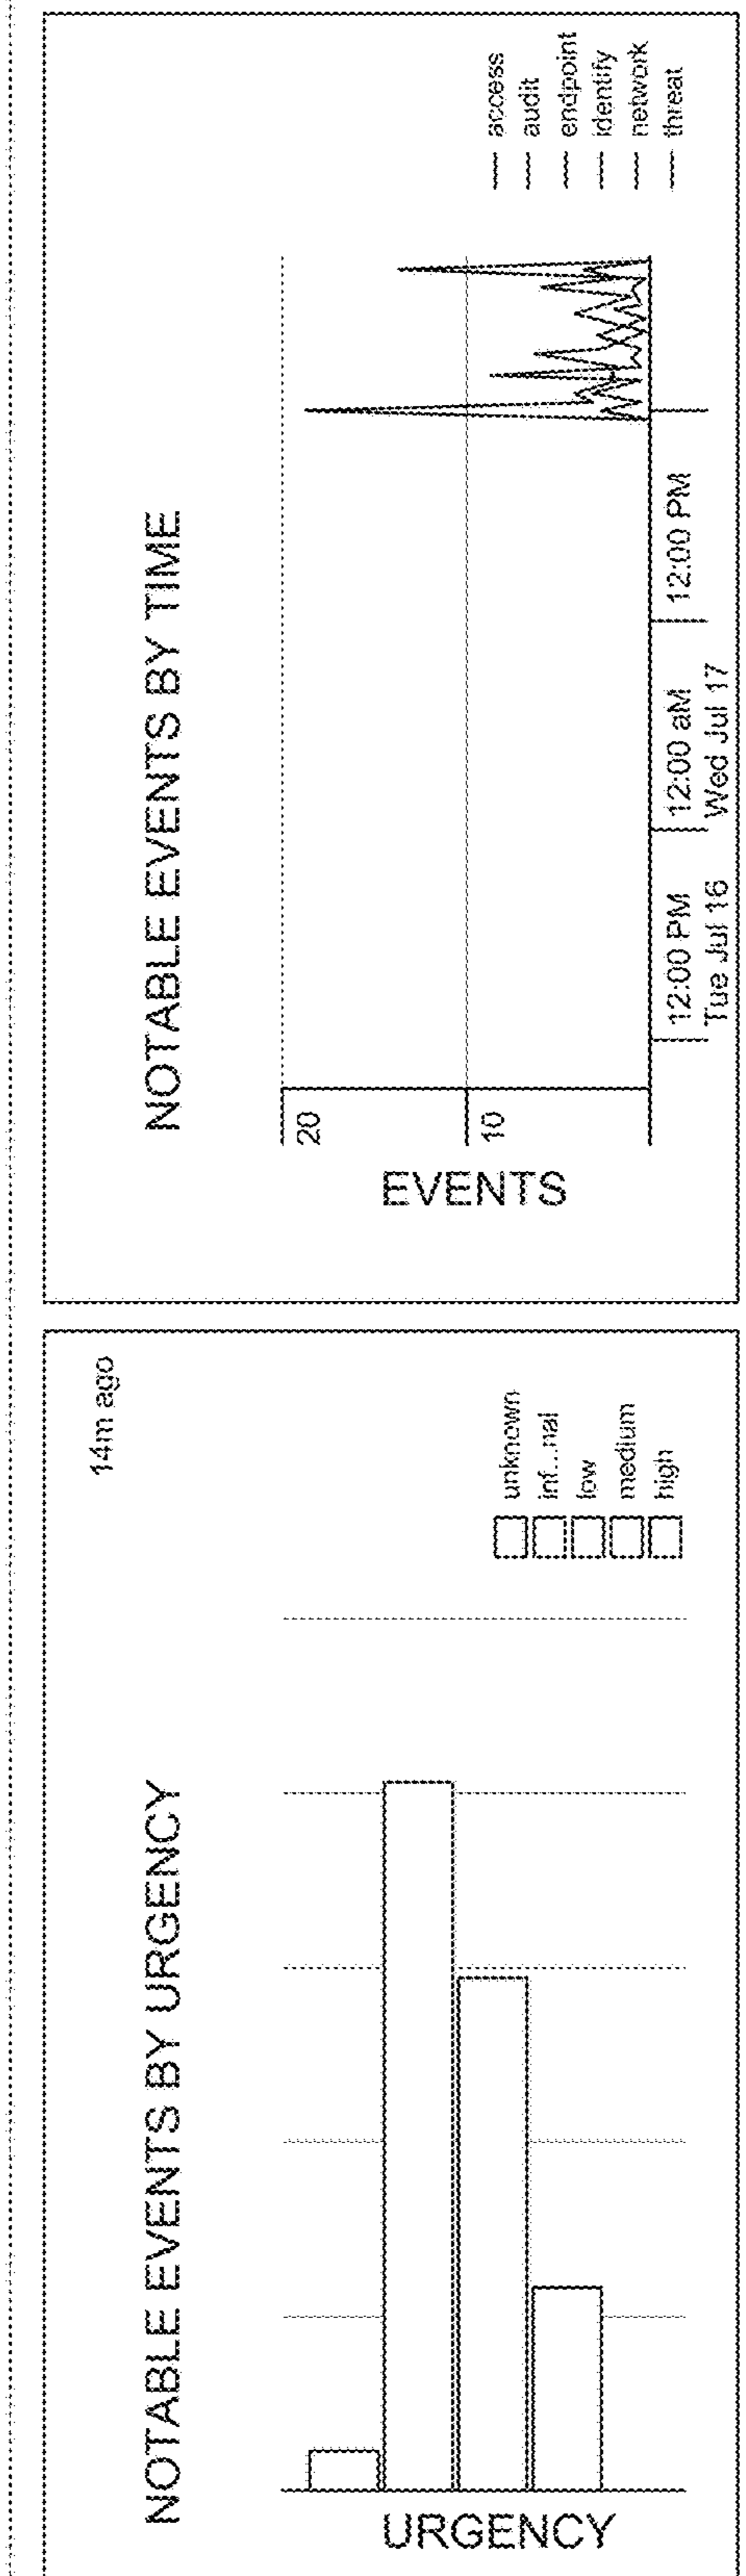 NOTABLE EVENTS BY URGENCY
14m ago
URGENCY
unknown
inf...nal
low
medium
high
NOTABLE EVENTS BY TIME
EVENTS
20
10
12:00 PM
Tue Jul 16
12:00 aM
Wed Jul 17
12:00 PM
access
audit
endpoint
identify
network
threat